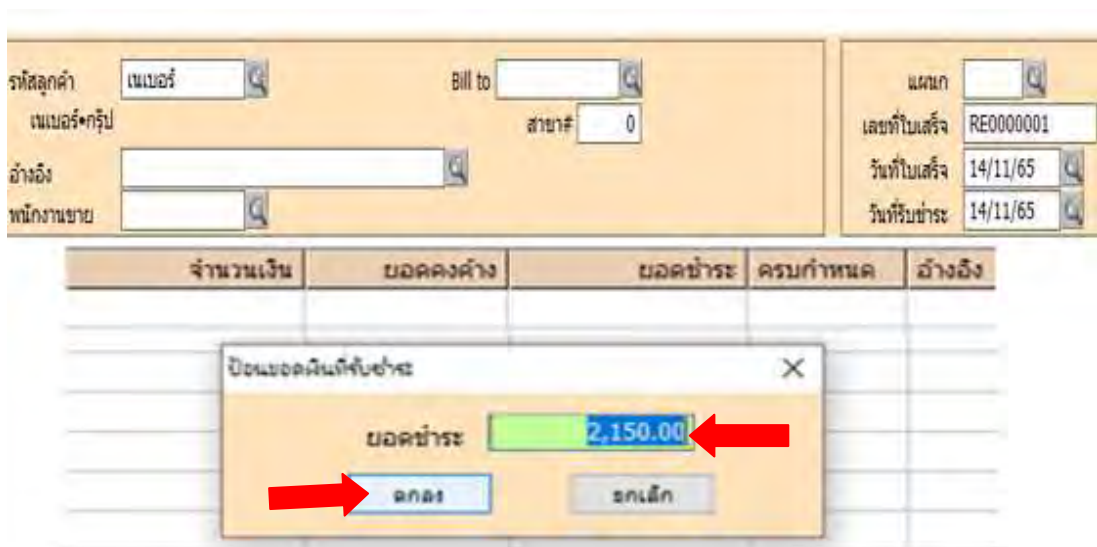 รหัสลูกค้า เนเบอร์ Bill to แผนก
เนเบอร์•กรุ๊ป สาขา# 0 เลขที่ใบเสร็จ RE0000001
อ้างอิง วันที่ใบเสร็จ 14/11/65
พนักงานขาย วันที่รับชำระ 14/11/65
จำนวนเงิน ยอดคงค้าง ยอดชำระ ครบกำหนด อ้างอิง
ป้อนยอดเงินที่รับชำระ
ยอดชำระ 2,150.00
ตกลง ยกเลิก